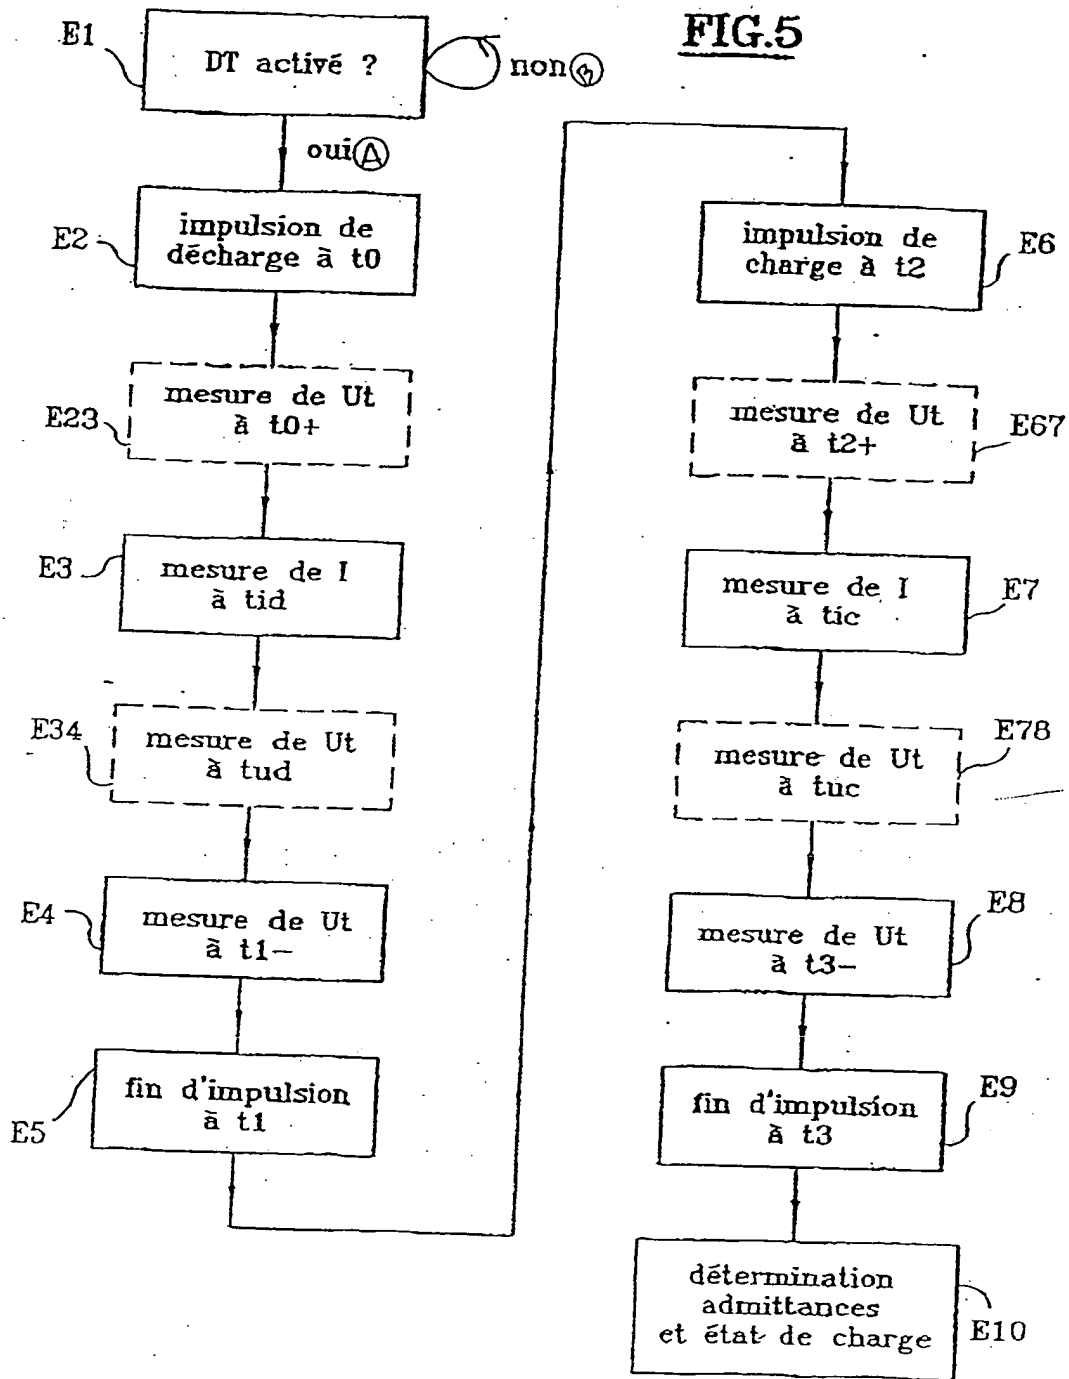 FIG.5
E1
DT activé ?
non Ⓑ
oui Ⓐ
E2
impulsion de
décharge à t0
E23
mesure de Ut
à t0+
E3
mesure de I
à tid
E34
mesure de Ut
à tud
E4
mesure de Ut
à t1-
E5
fin d'impulsion
à t1
E6
impulsion de
charge à t2
E67
mesure de Ut
à t2+
E7
mesure de I
à tic
E78
mesure de Ut
à tuc
E8
mesure de Ut
à t3-
E9
fin d'impulsion
à t3
E10
détermination
admittances
et état de charge